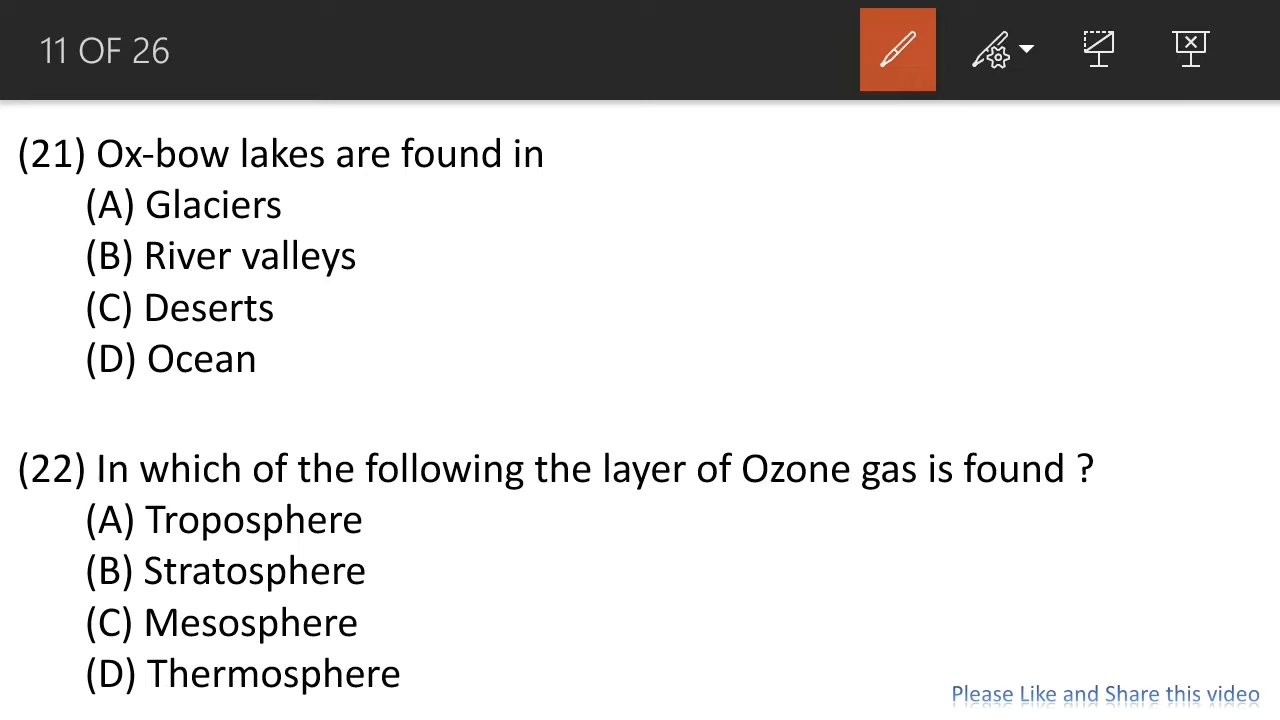 11 OF 26
(21) Ox-bow lakes are found in
(A) Glaciers
(B) River valleys
(C) Deserts
(D) Ocean
(22) In which of the following the layer of Ozone gas is found ?
(A) Troposphere
(B) Stratosphere
(C) Mesosphere
(D) Thermosphere
Please Like and Share this video